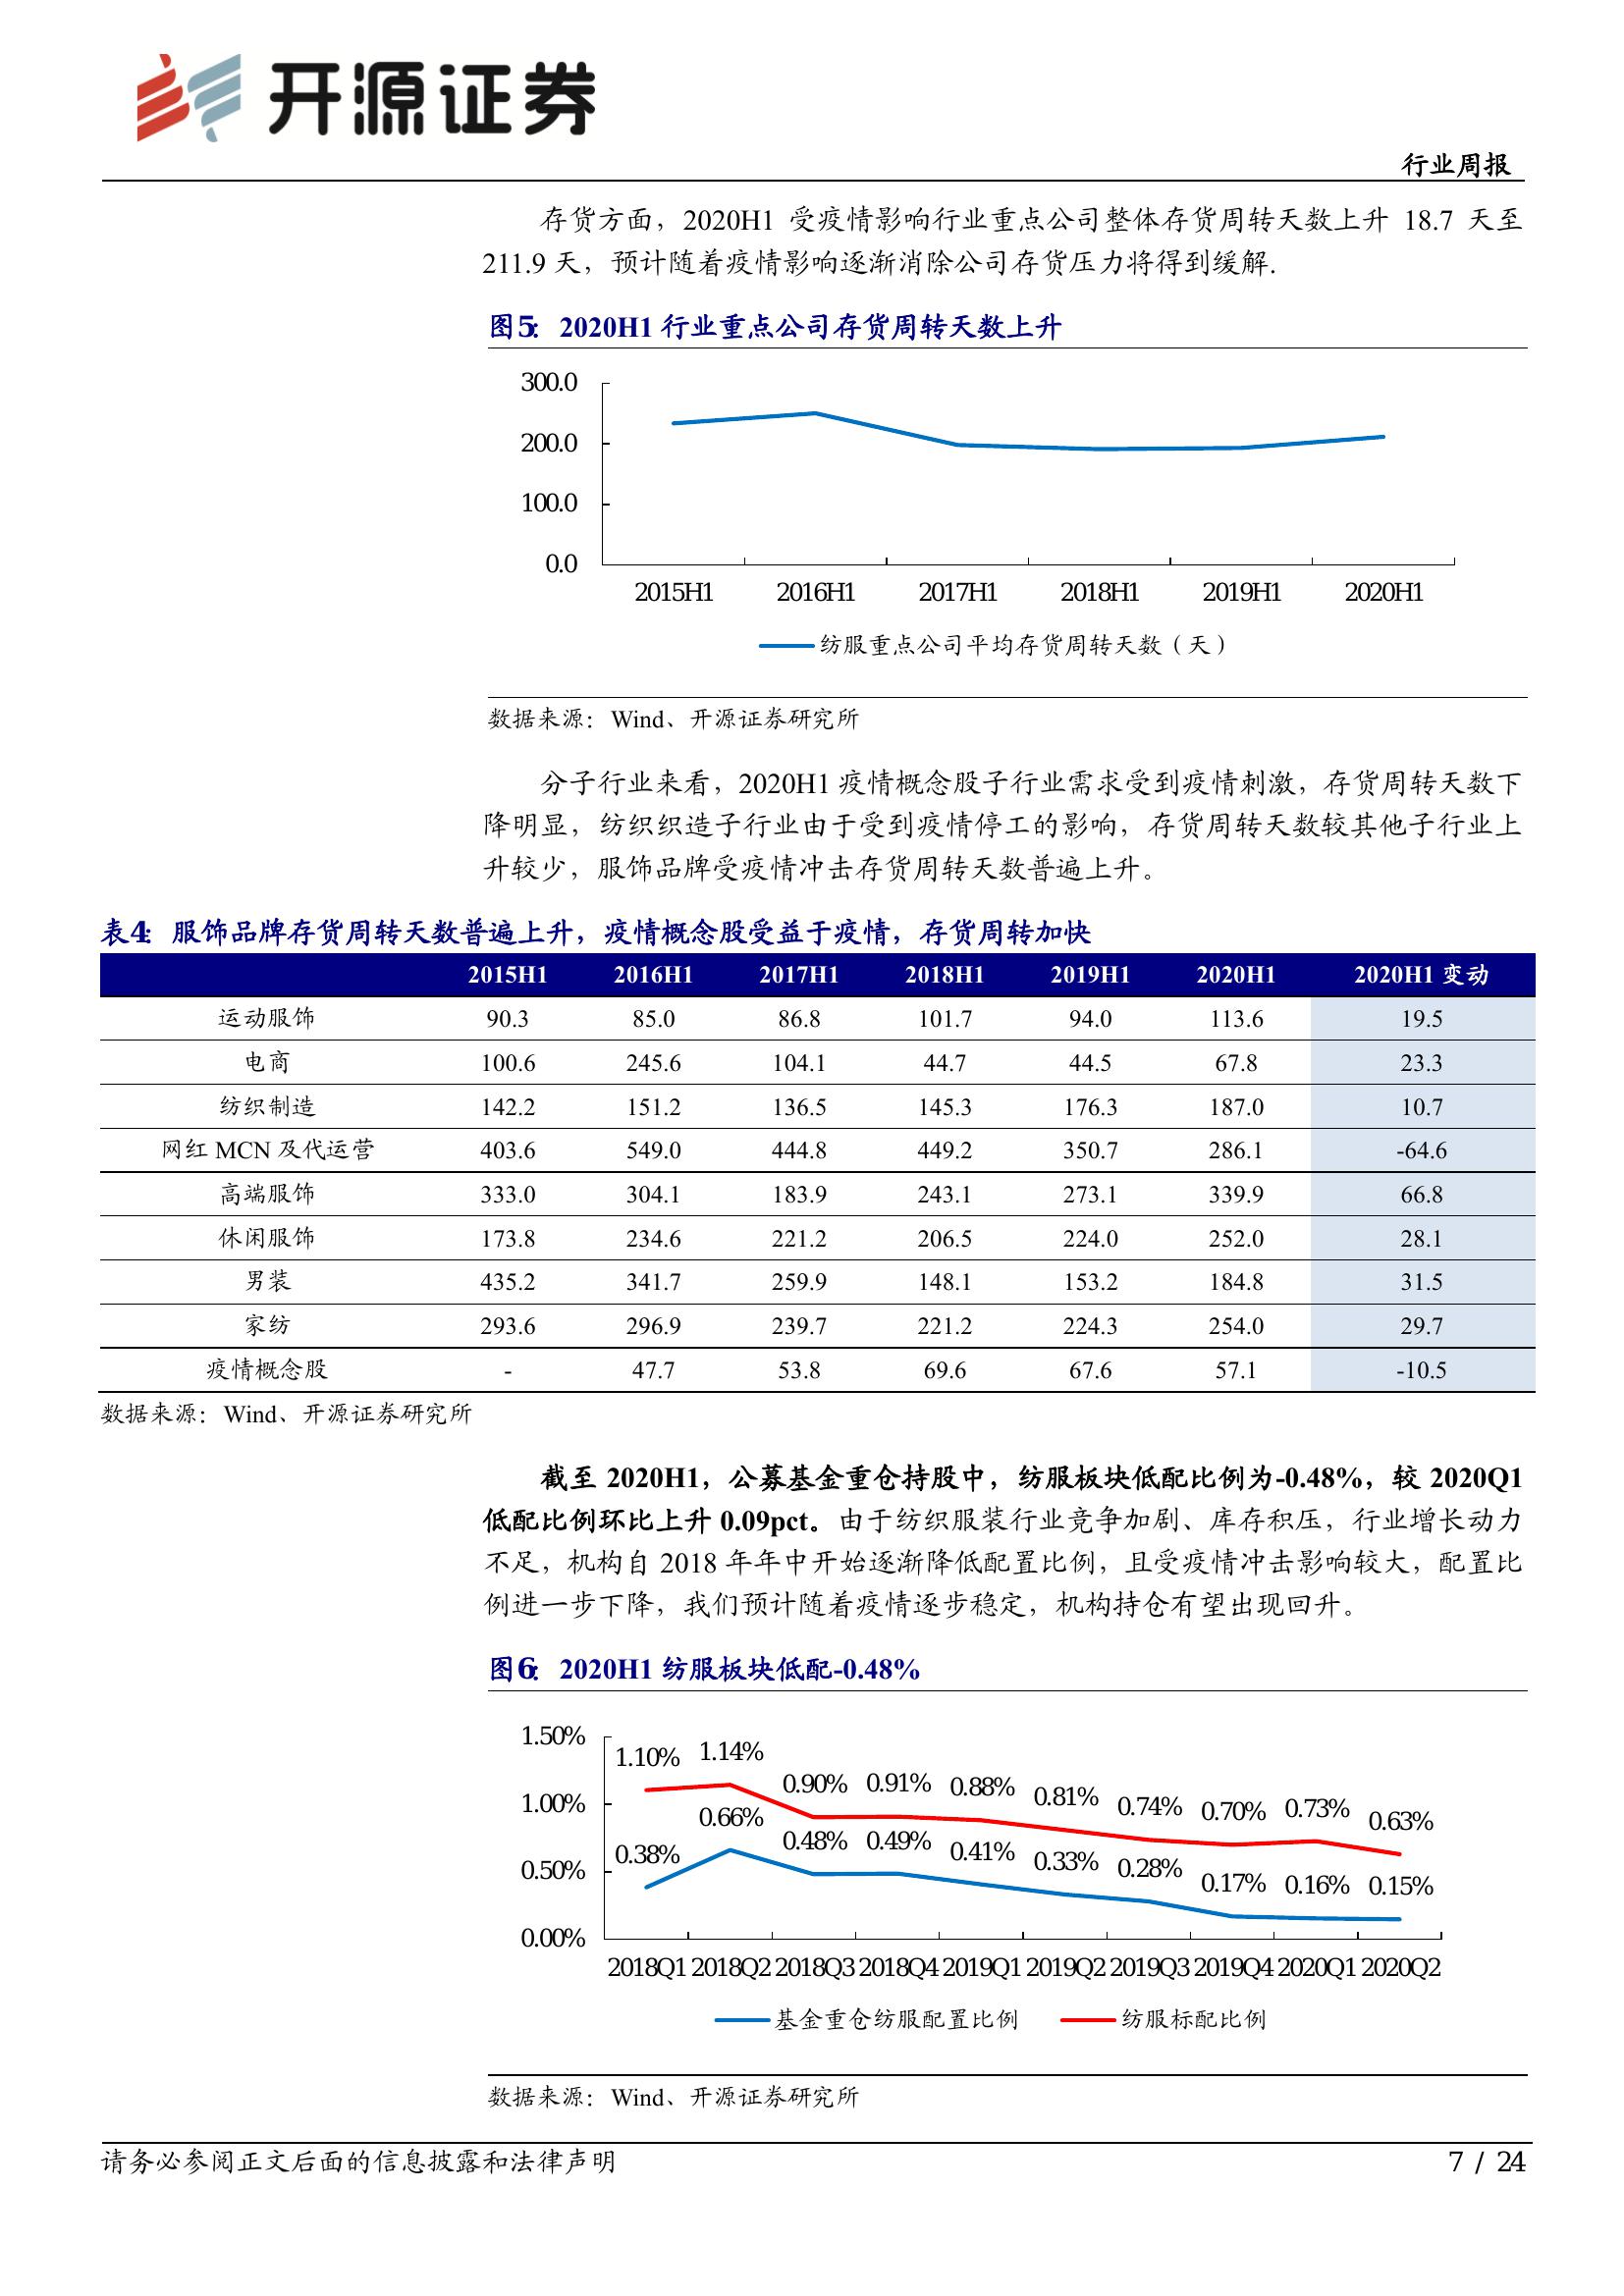 开源证券
行业周报
存货方面，2020H1 受疫情影响行业重点公司整体存货周转天数上升 18.7 天至
211.9 天，预计随着疫情影响逐渐消除公司存货压力将得到缓解.
图5：2020H1 行业重点公司存货周转天数上升
300.0
200.0
100.0
0.0
2015H1 2016H1 2017H1 2018H1 2019H1 2020H1
纺服重点公司平均存货周转天数（天）
数据来源：Wind、开源证券研究所
分子行业来看，2020H1 疫情概念股子行业需求受到疫情刺激，存货周转天数下
降明显，纺织织造子行业由于受到疫情停工的影响，存货周转天数较其他子行业上
升较少，服饰品牌受疫情冲击存货周转天数普遍上升。
表4：服饰品牌存货周转天数普遍上升，疫情概念股受益于疫情，存货周转加快
2015H1 2016H1 2017H1 2018H1 2019H1 2020H1 2020H1 变动
运动服饰 90.3 85.0 86.8 101.7 94.0 113.6 19.5
电商 100.6 245.6 104.1 44.7 44.5 67.8 23.3
纺织制造 142.2 151.2 136.5 145.3 176.3 187.0 10.7
网红 MCN 及代运营 403.6 549.0 444.8 449.2 350.7 286.1 -64.6
高端服饰 333.0 304.1 183.9 243.1 273.1 339.9 66.8
休闲服饰 173.8 234.6 221.2 206.5 224.0 252.0 28.1
男装 435.2 341.7 259.9 148.1 153.2 184.8 31.5
家纺 293.6 296.9 239.7 221.2 224.3 254.0 29.7
疫情概念股 - 47.7 53.8 69.6 67.6 57.1 -10.5
数据来源：Wind、开源证券研究所
截至 2020H1，公募基金重仓持股中，纺服板块低配比例为-0.48%，较 2020Q1
低配比例环比上升 0.09pct。由于纺织服装行业竞争加剧、库存积压，行业增长动力
不足，机构自 2018 年年中开始逐渐降低配置比例，且受疫情冲击影响较大，配置比
例进一步下降，我们预计随着疫情逐步稳定，机构持仓有望出现回升。
图6：2020H1 纺服板块低配-0.48%
1.50%
1.00%
0.50%
0.00%
1.10% 1.14% 0.90% 0.91% 0.88% 0.81% 0.74% 0.70% 0.73% 0.63%
0.38% 0.66% 0.48% 0.49% 0.41% 0.33% 0.28% 0.17% 0.16% 0.15%
2018Q1 2018Q2 2018Q3 2018Q4 2019Q1 2019Q2 2019Q3 2019Q4 2020Q1 2020Q2
基金重仓纺服配置比例 纺服标配比例
数据来源：Wind、开源证券研究所
请务必参阅正文后面的信息披露和法律声明 7 / 24